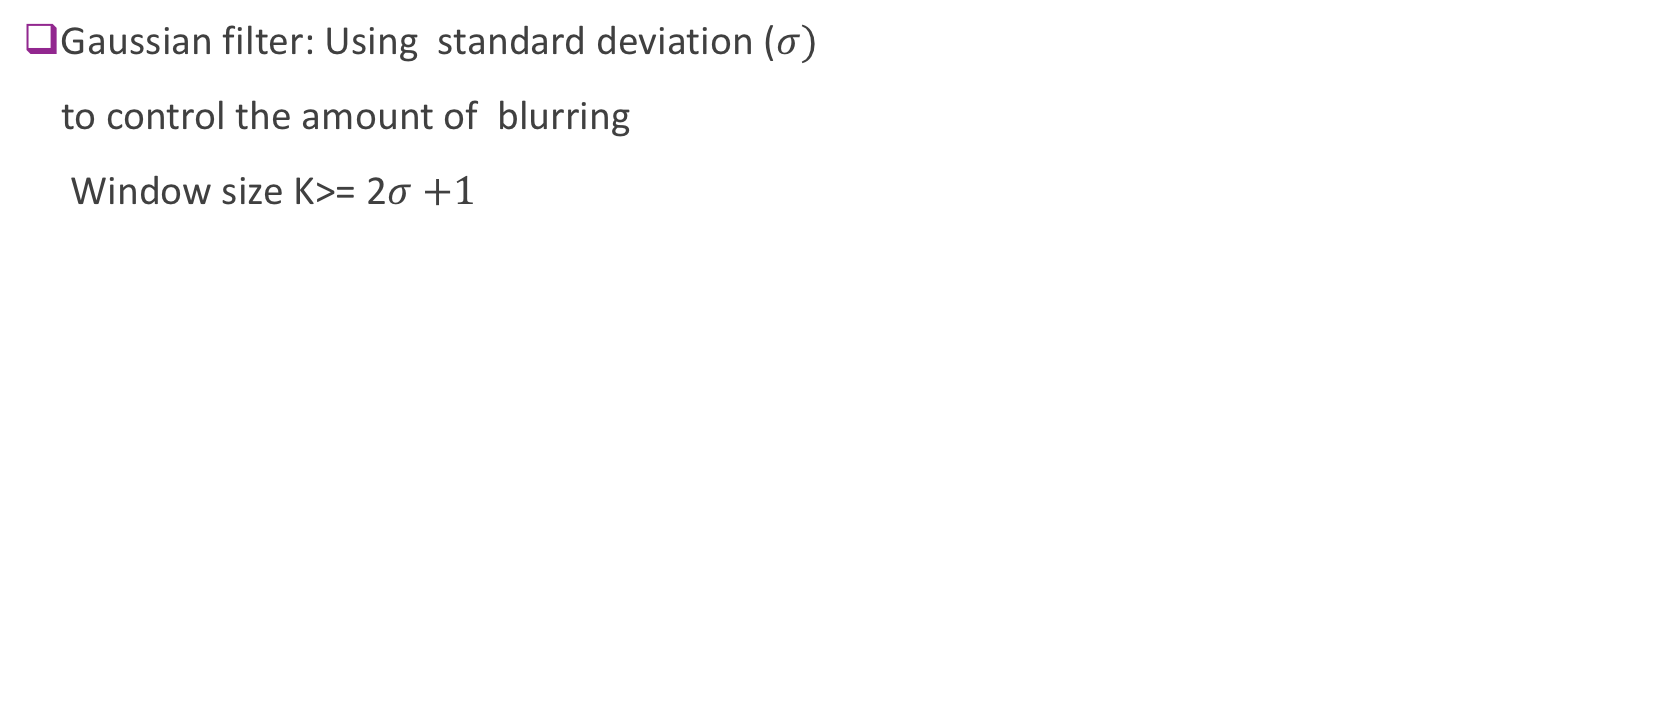 ❑Gaussian filter: Using standard deviation (𝜎)
to control the amount of blurring
Window size K>= 2𝜎 +1